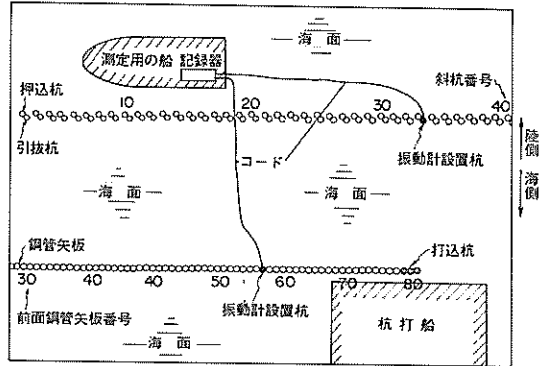 海面
測定用の船 記録器
斜杭番号
押込杭
10 20 30 40
引抜杭
コード
振動計設置杭
陸側
海側
海面
海面
鋼管矢板
打込杭
30 40 40 50 60 70 80
前面鋼管矢板番号
振動計設置杭
杭打船
海面